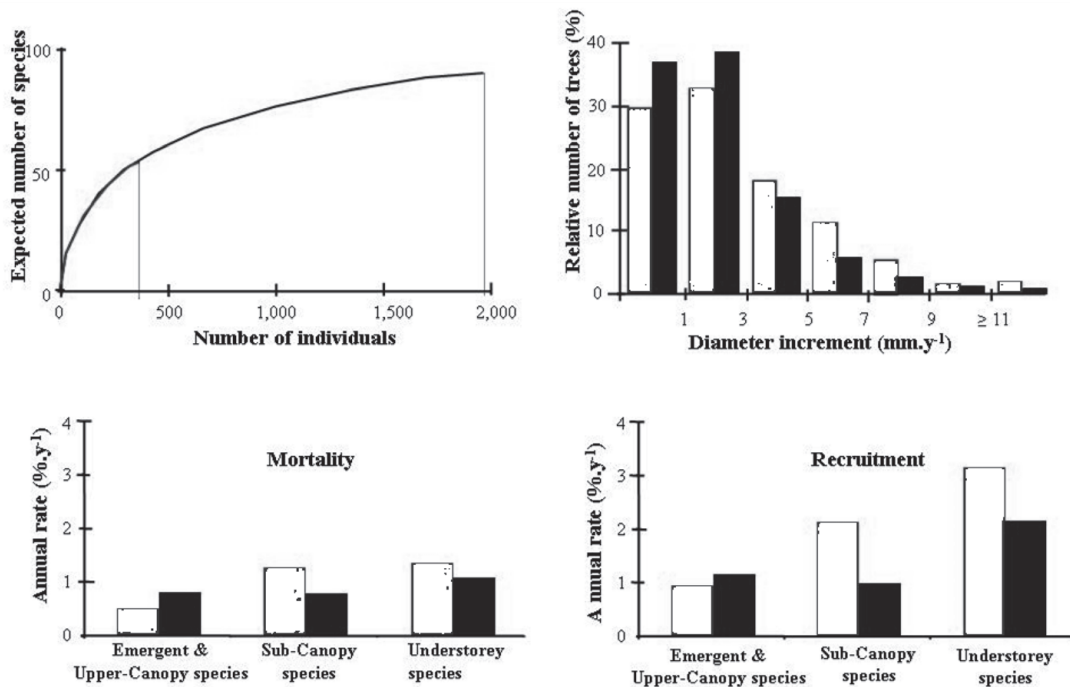 Expected number of species
100
50
0
0
500
1,000
1,500
2,000
Number of individuals
Relative number of trees (%)
40
30
20
10
0
1
3
5
7
9
≥ 11
Diameter increment (mm.y-1)
Annual rate (%.y-1)
4
3
2
1
0
Mortality
Emergent &
Upper-Canopy species
Sub-Canopy
species
Understorey
species
A nnual rate (%.y-1)
4
3
2
1
0
Recruitment
Emergent &
Upper-Canopy species
Sub-Canopy
species
Understorey
species